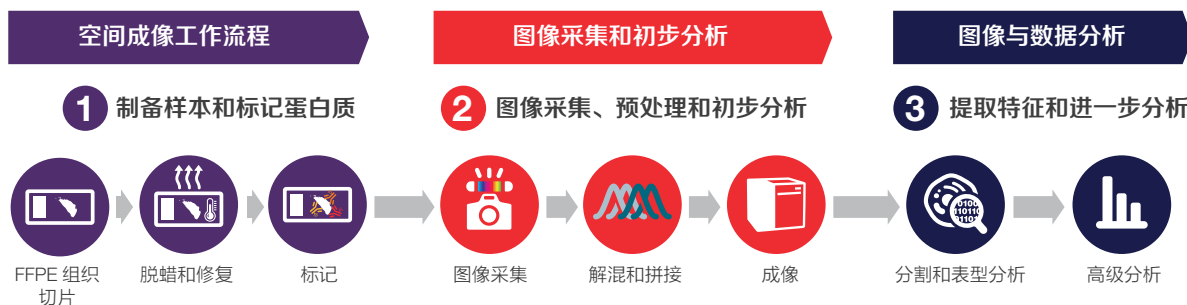 空间成像工作流程
图像采集和初步分析
图像与数据分析
1 制备样本和标记蛋白质
2 图像采集、预处理和初步分析
3 提取特征和进一步分析
FFPE 组织
切片
脱蜡和修复
标记
图像采集
解混和拼接
成像
0100
110110
01101
分割和表型分析
高级分析